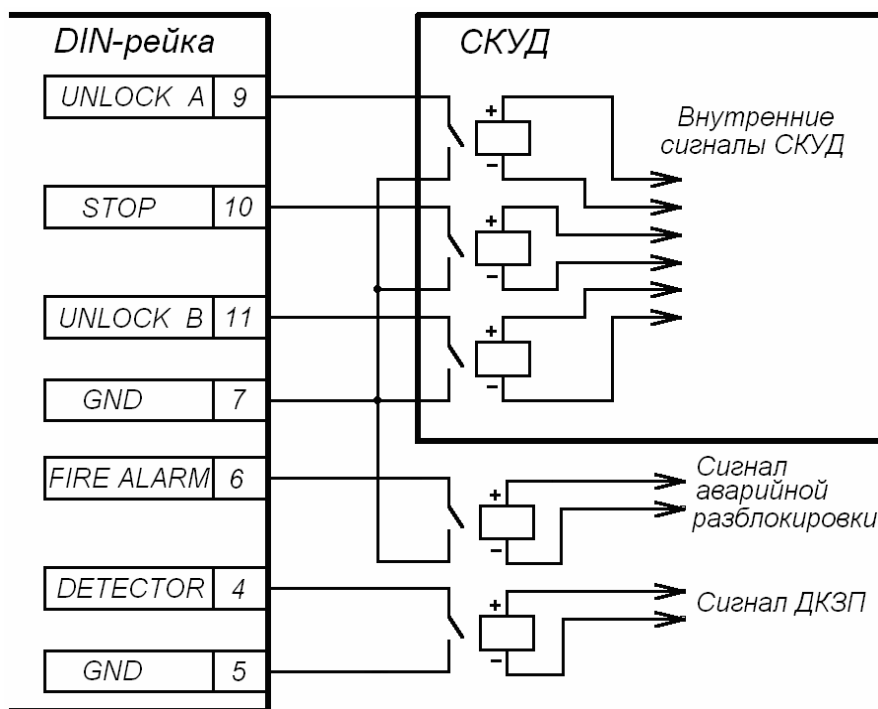 DIN-рейка
СКУД
UNLOCK A 9
+
Внутренние
сигналы СКУД
–
STOP 10
+
–
UNLOCK B 11
+
–
GND 7
FIRE ALARM 6
+
–
Сигнал
аварийной
разблокировки
DETECTOR 4
+
–
Сигнал ДКЗП
GND 5